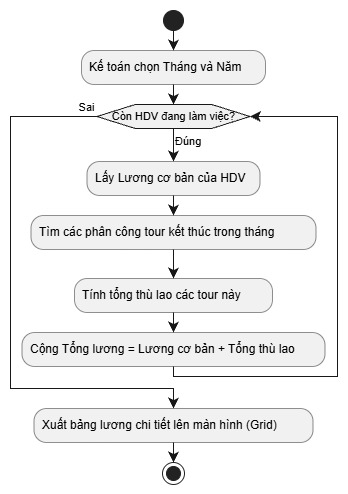 Kế toán chọn Tháng và Năm
Sai
Còn HDV đang làm việc?
Đúng
Lấy Lương cơ bản của HDV
Tìm các phân công tour kết thúc trong tháng
Tính tổng thù lao các tour này
Cộng Tổng lương = Lương cơ bản + Tổng thù lao
Xuất bảng lương chi tiết lên màn hình (Grid)